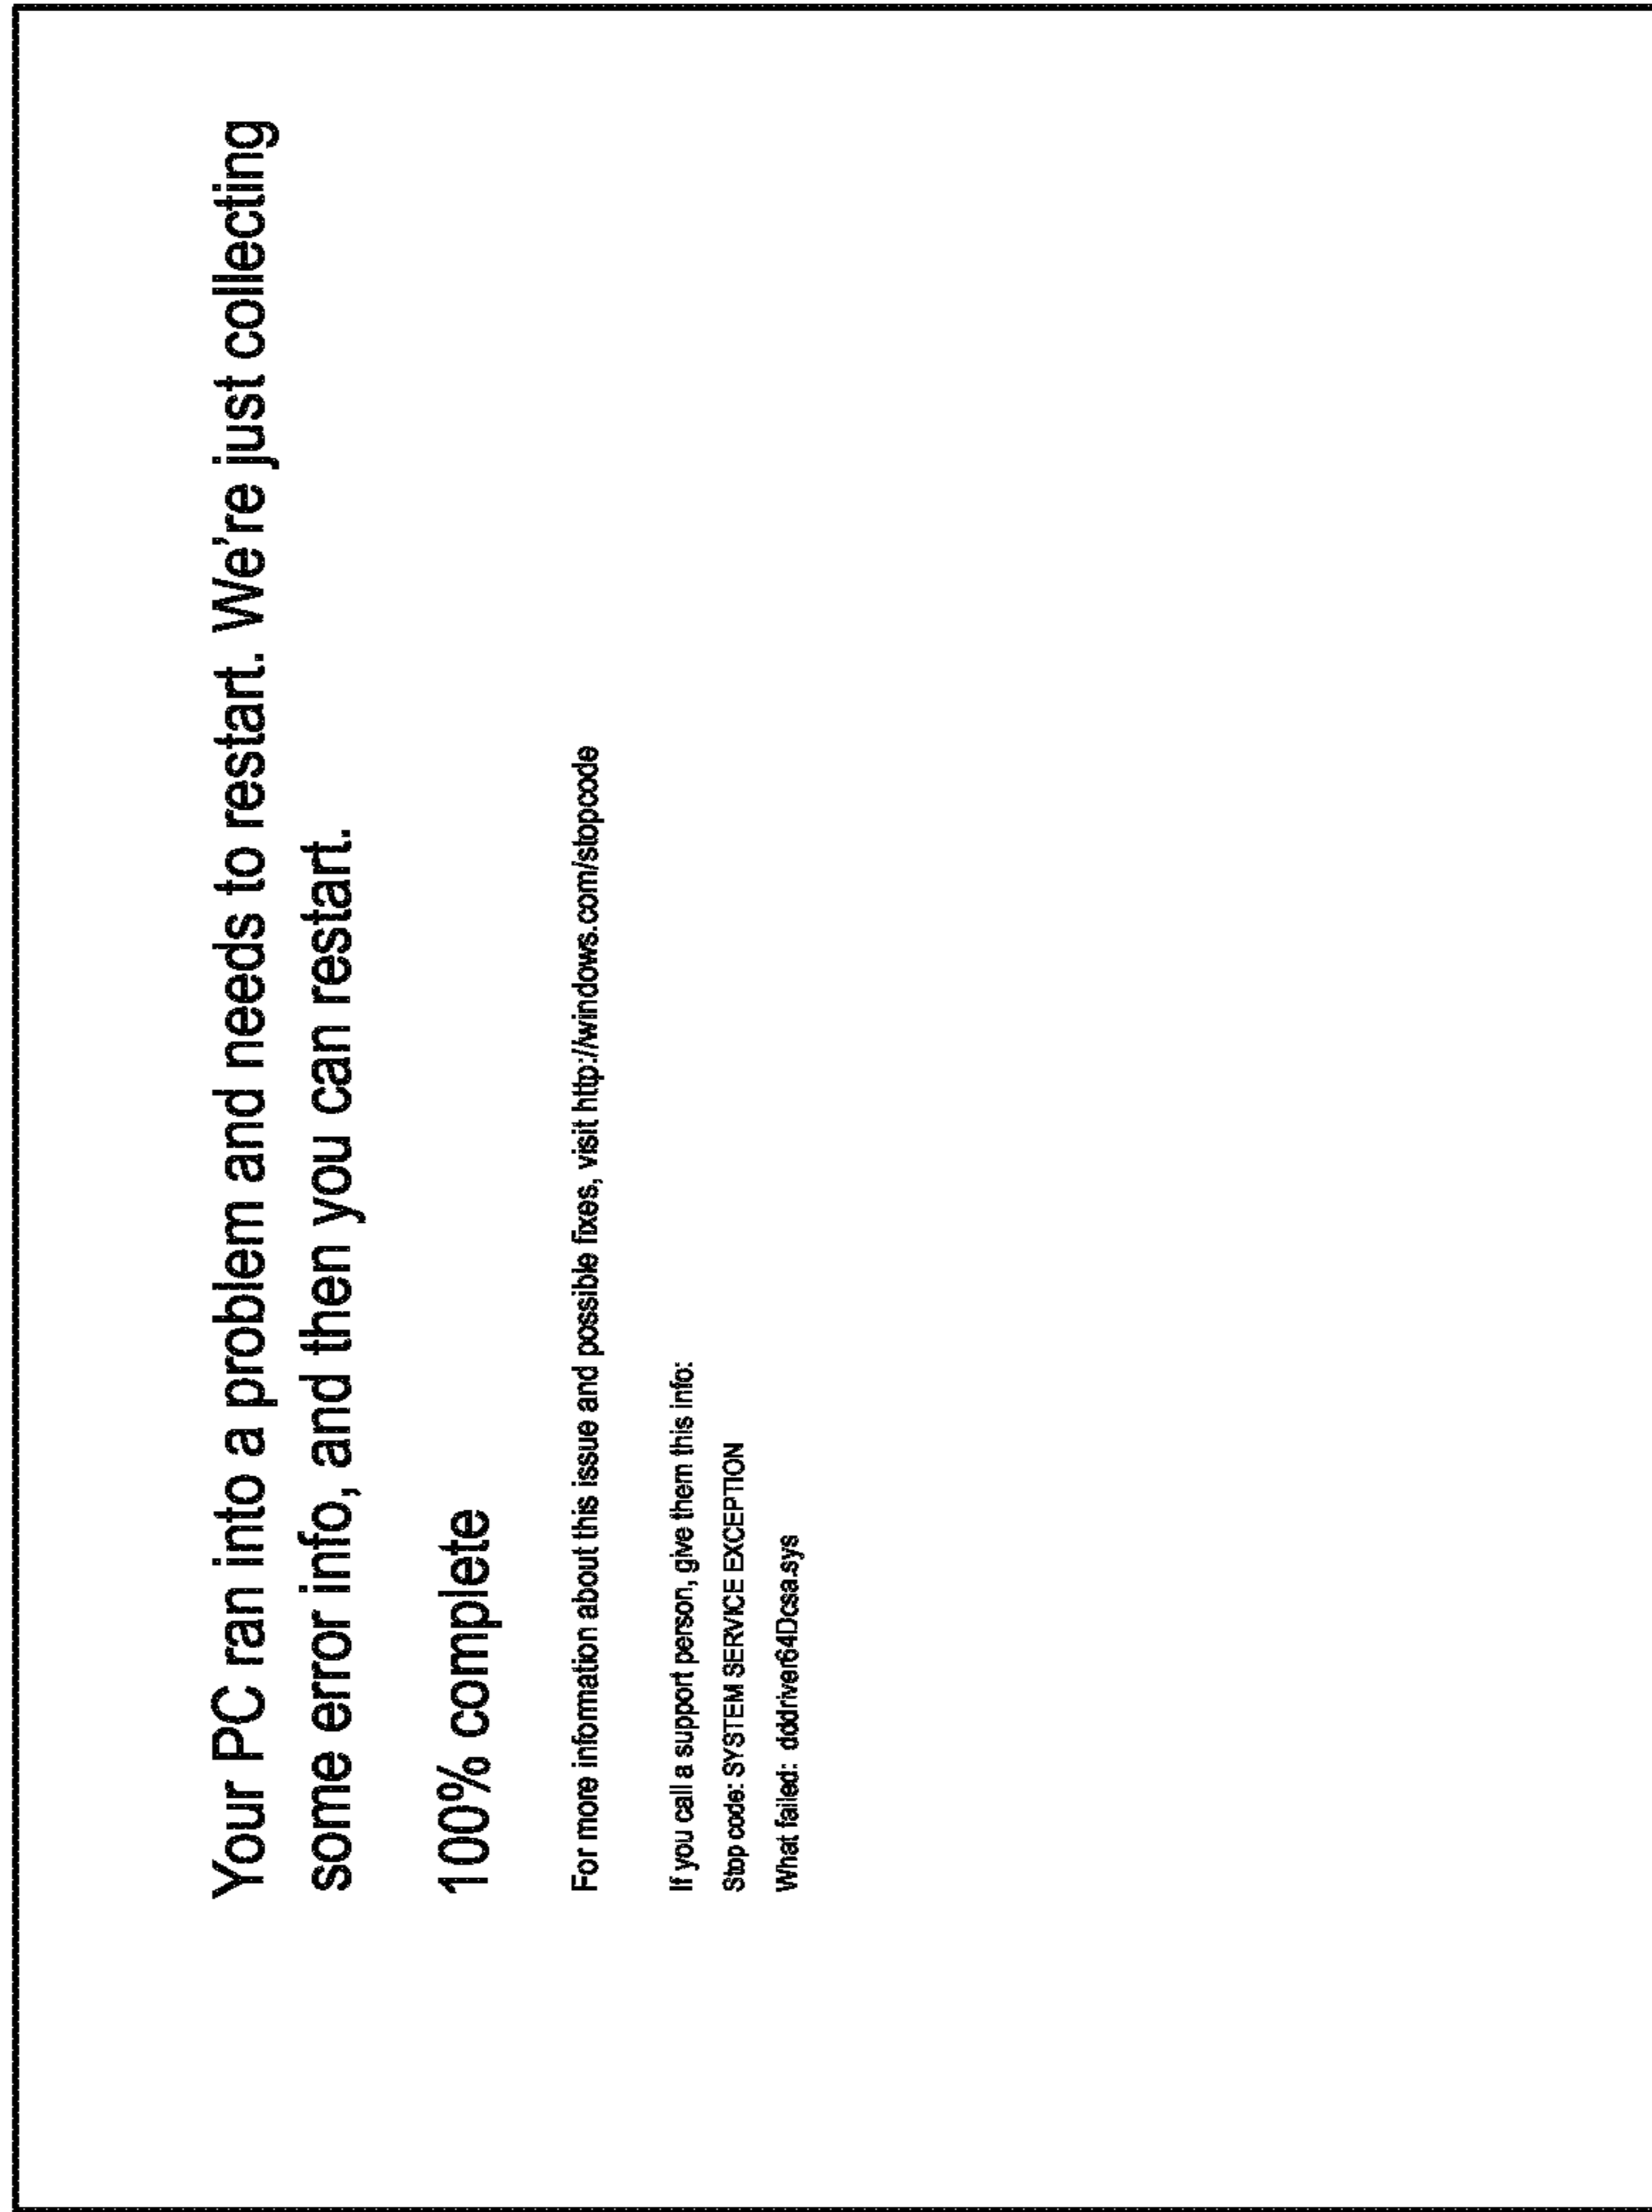 Your PC ran into a problem and needs to restart. We're just collecting
some error info, and then you can restart.
100% complete
For more information about this issue and possible fixes, visit http://windows.com/stopcode
If you call a support person, give them this info:
Stop code: SYSTEM SERVICE EXCEPTION
What failed: dddriver64Dcsa.sys